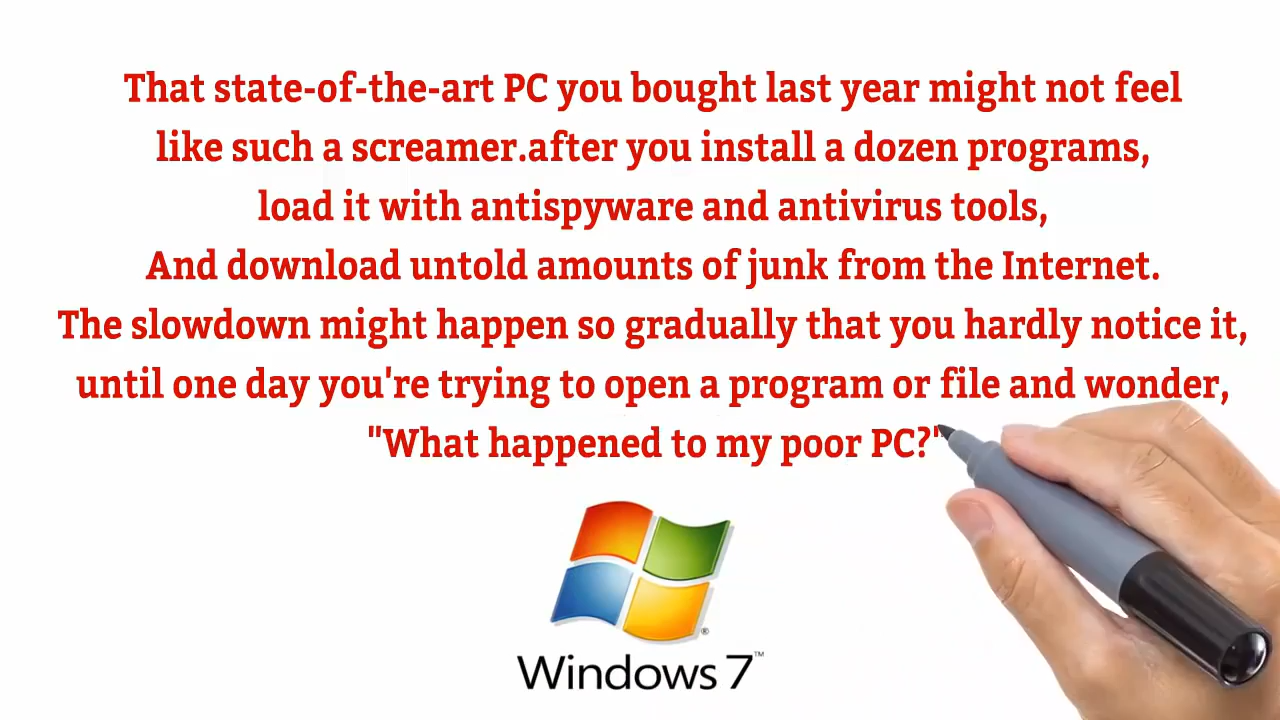 That state-of-the-art PC you bought last year might not feel
like such a screamer.after you install a dozen programs,
load it with antispyware and antivirus tools,
And download untold amounts of junk from the Internet.
The slowdown might happen so gradually that you hardly notice it,
until one day you're trying to open a program or file and wonder,
"What happened to my poor PC?"
®
Windows 7™